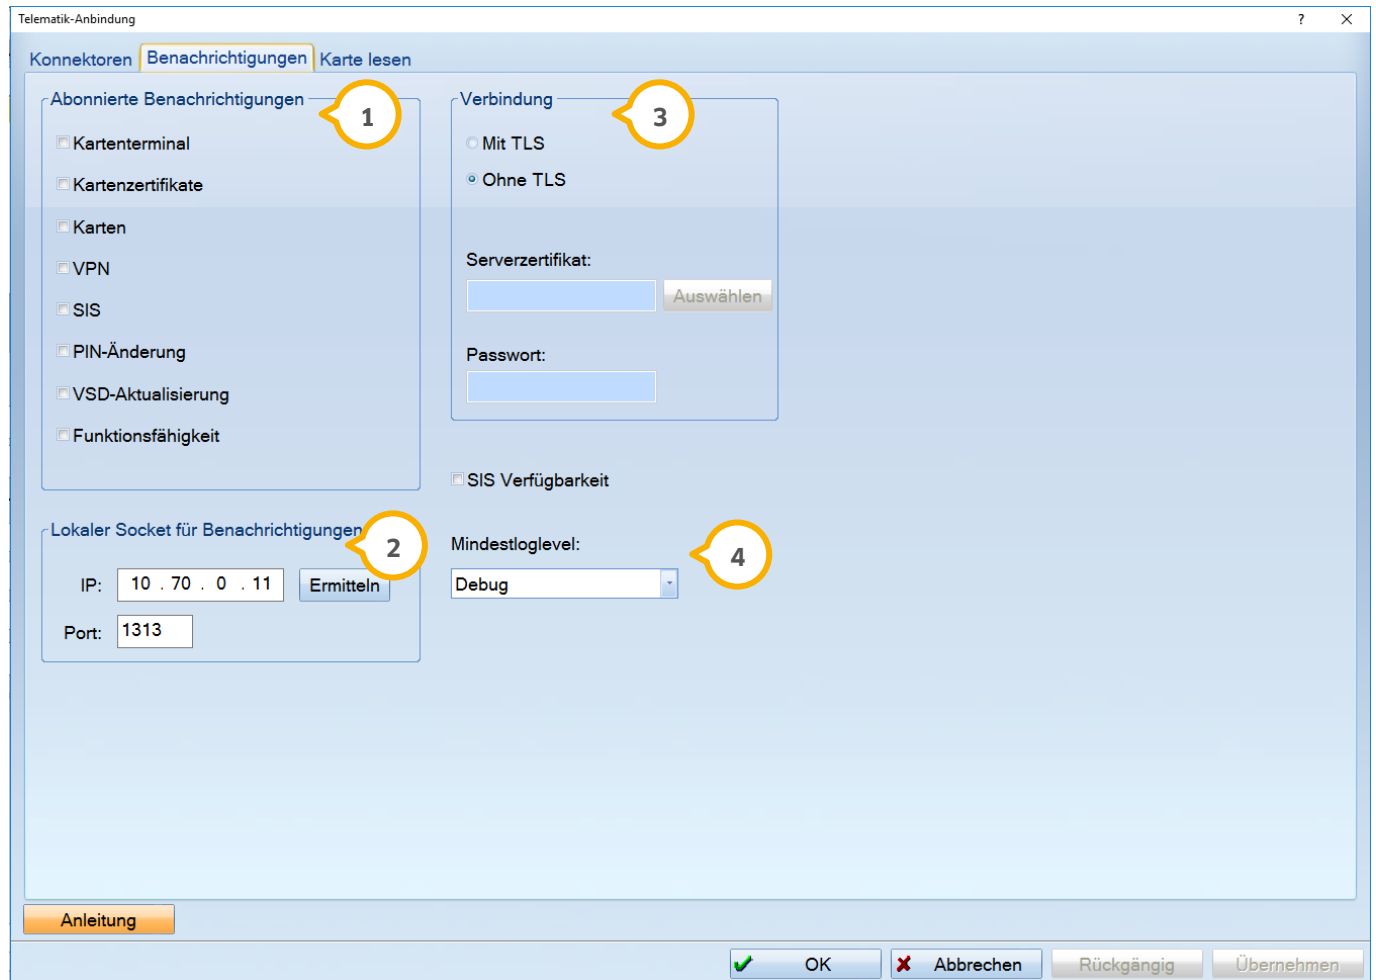 Telematik-Anbindung
?
Konnektoren Benachrichtigungen Karte lesen
Abonnierte Benachrichtigungen
1
Kartenterminal
Kartenzertifikate
Karten
VPN
SIS
PIN-Änderung
VSD-Aktualisierung
Funktionsfähigkeit
Verbindung
3
Mit TLS
Ohne TLS
Serverzertifikat:
Auswählen
Passwort:
SIS Verfügbarkeit
Lokaler Socket für Benachrichtigungen
2
IP: 10 . 70 . 0 . 11 Ermitteln
Port: 1313
Mindestloglevel:
4
Debug
Anleitung
OK Abbrechen Rückgängig Übernehmen